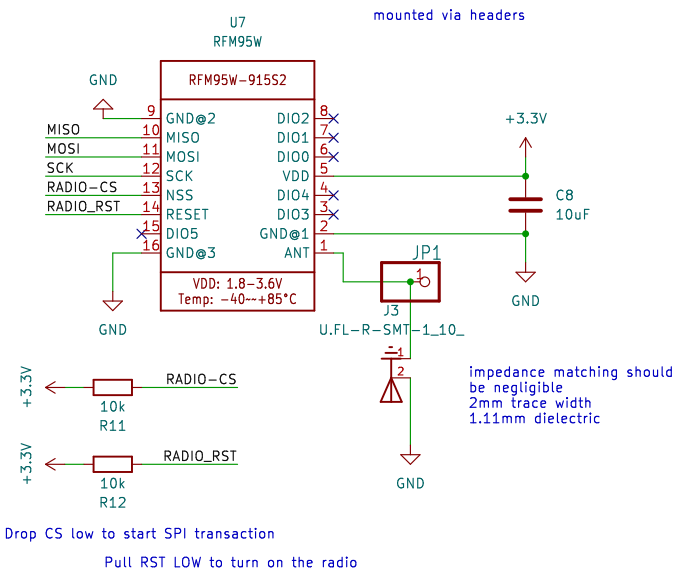 mounted via headers
U7
RFM95W
RFM95W-915S2
GND
9 GND@2
MISO 10 MISO
MOSI 11 MOSI
SCK 12 SCK
RADIO-CS 13 NSS
RADIO_RST 14 RESET
15 DIO5
16 GND@3
DIO2 8
DIO1 7
DIO0 6
VDD 5
DIO4 4
DIO3 3
GND@1 2
ANT 1
VDD: 1.8-3.6V
Temp: -40~~+85°C
GND
+3.3V
C8
10uF
GND
JP1
1
J3
U.FL-R-SMT-1_10_
1
2
GND
impedance matching should
be negligible
2mm trace width
1.11mm dielectric
+3.3V
RADIO-CS
10k
R11
+3.3V
RADIO_RST
10k
R12
Drop CS low to start SPI transaction
Pull RST LOW to turn on the radio